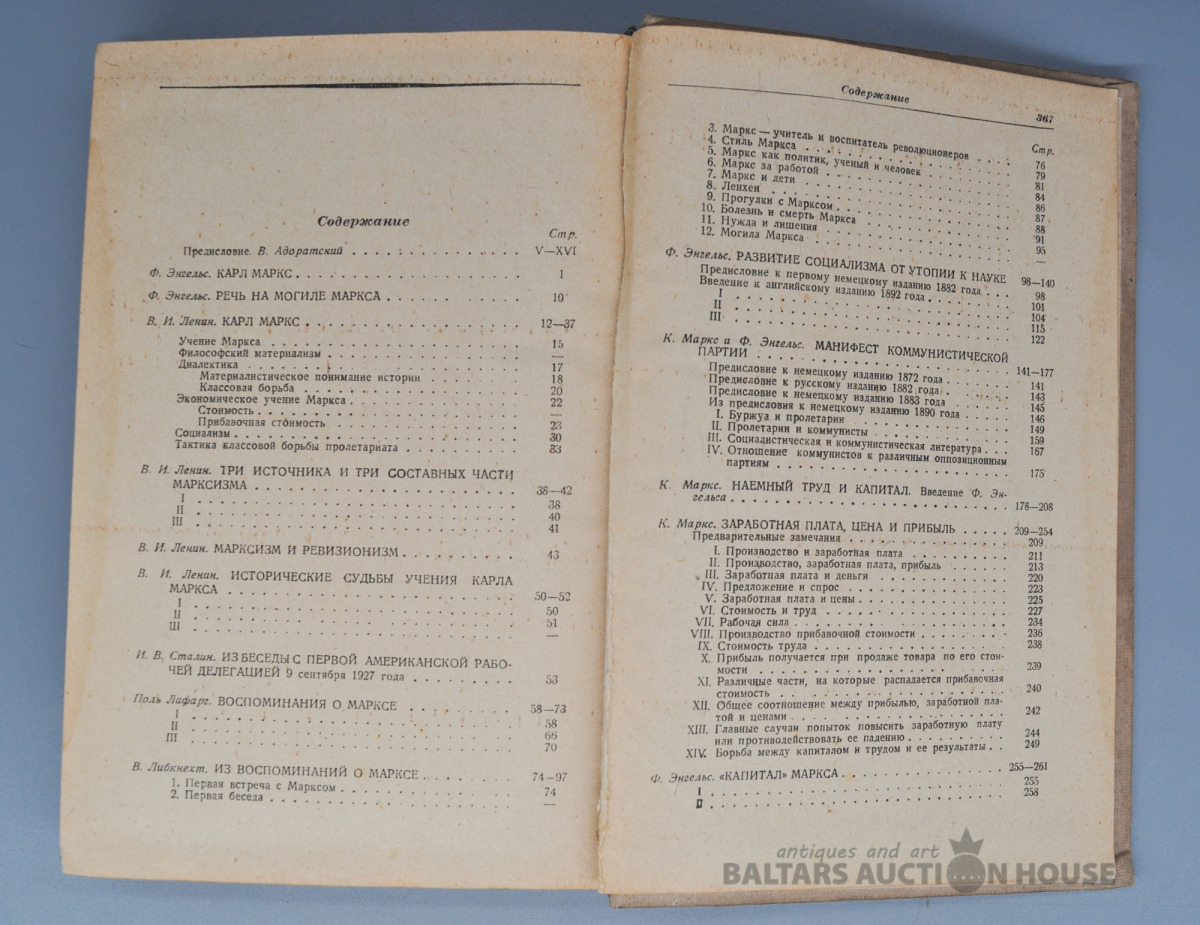 Содержание
Стр.
Предисловие. В. Адоратский . . . . . . . . . . V—XVI
Ф. Энгельс. КАРЛ МАРКС . . . . . . . . . . 1
Ф. Энгельс. РЕЧЬ НА МОГИЛЕ МАРКСА . . . . . . . . . . 10
В. И. Ленин. КАРЛ МАРКС . . . . . . . . . . 12—37
Учение Маркса . . . . . . . . . . 15
Философский материализм . . . . . . . . . . —
Диалектика . . . . . . . . . . 17
Материалистическое понимание истории . . . . . . . 18
Классовая борьба . . . . . . . . . . 20
Экономическое учение Маркса . . . . . . . . . . 22
Стоимость . . . . . . . . . . —
Прибавочная стоимость . . . . . . . . . . 23
Социализм . . . . . . . . . . 30
Тактика классовой борьбы пролетариата . . . . . . . . 33
В. И. Ленин. ТРИ ИСТОЧНИКА И ТРИ СОСТАВНЫХ ЧАСТИ
МАРКСИЗМА . . . . . . . . . . 38—42
I . . . . . . . . . . 38
II . . . . . . . . . . 40
III . . . . . . . . . . 41
В. И. Ленин. МАРКСИЗМ И РЕВИЗИОНИЗМ . . . . . . . . 43
В. И. Ленин. ИСТОРИЧЕСКИЕ СУДЬБЫ УЧЕНИЯ КАРЛА
МАРКСА . . . . . . . . . . 50—52
I . . . . . . . . . . 50
II . . . . . . . . . . 51
III . . . . . . . . . . —
И. В. Сталин. ИЗ БЕСЕДЫ С ПЕРВОЙ АМЕРИКАНСКОЙ РАБО-
ЧЕЙ ДЕЛЕГАЦИЕЙ 9 сентября 1927 года . . . . . . . . 53
Поль Лафарг. ВОСПОМИНАНИЯ О МАРКСЕ . . . . . . . . 58—73
I . . . . . . . . . . 58
II . . . . . . . . . . 66
III . . . . . . . . . . 70
В. Либкнехт. ИЗ ВОСПОМИНАНИЙ О МАРКСЕ . . . . . . . . 74—97
1. Первая встреча с Марксом . . . . . . . . . . 74
2. Первая беседа . . . . . . . . . . —
Содержание
367
Стр.
3. Маркс — учитель и воспитатель революционеров . . . . 76
4. Стиль Маркса . . . . . . . . . . 79
5. Маркс как политик, ученый и человек . . . . . . . 81
6. Маркс за работой . . . . . . . . . . 84
7. Маркс и дети . . . . . . . . . . 86
8. Ленхен . . . . . . . . . . 87
9. Прогулки с Марксом . . . . . . . . . . 88
10. Болезнь и смерть Маркса . . . . . . . . . . 91
11. Нужда и лишения . . . . . . . . . . 95
12. Могила Маркса . . . . . . . . . . —
Ф. Энгельс. РАЗВИТИЕ СОЦИАЛИЗМА ОТ УТОПИИ К НАУКЕ 98—140
Предисловие к первому немецкому изданию 1882 года . . . 98
Введение к английскому изданию 1892 года . . . . . . . 101
I . . . . . . . . . . 104
II . . . . . . . . . . 115
III . . . . . . . . . . 122
К. Маркс и Ф. Энгельс. МАНИФЕСТ КОММУНИСТИЧЕСКОЙ
ПАРТИИ . . . . . . . . . . 141—177
Предисловие к немецкому изданию 1872 года . . . . . . 141
Предисловие к русскому изданию 1882 года . . . . . . 143
Предисловие к немецкому изданию 1883 года . . . . . . 145
Из предисловия к немецкому изданию 1890 года . . . . . 146
I. Буржуа и пролетарии . . . . . . . . . . 149
II. Пролетарии и коммунисты . . . . . . . . . . 159
III. Социалистическая и коммунистическая литература . . . 167
IV. Отношение коммунистов к различным оппозиционным
партиям . . . . . . . . . . 175
К. Маркс. НАЕМНЫЙ ТРУД И КАПИТАЛ. Введение Ф. Эн-
гельса . . . . . . . . . . 178—208
К. Маркс. ЗАРАБОТНАЯ ПЛАТА, ЦЕНА И ПРИБЫЛЬ . . . . 209—254
Предварительные замечания . . . . . . . . . . 209
I. Производство и заработная плата . . . . . . . . . . 211
II. Производство, заработная плата, прибыль . . . . . . 213
III. Заработная плата и деньги . . . . . . . . . . 220
IV. Предложение и спрос . . . . . . . . . . 223
V. Заработная плата и цены . . . . . . . . . . 225
VI. Стоимость и труд . . . . . . . . . . 227
VII. Рабочая сила . . . . . . . . . . 234
VIII. Производство прибавочной стоимости . . . . . . . . 236
IX. Стоимость труда . . . . . . . . . . 238
X. Прибыль получается при продаже товара по его стои-
мости . . . . . . . . . . 239
XI. Различные части, на которые распадается прибавочная
стоимость . . . . . . . . . . 240
XII. Общее соотношение между прибылью, заработной пла-
той и ценами . . . . . . . . . . 242
XIII. Главные случаи попыток повысить заработную плату
или противодействовать ее падению . . . . . . . . . . 244
XIV. Борьба между капиталом и трудом и ее результаты . . 249
Ф. Энгельс. «КАПИТАЛ» МАРКСА . . . . . . . . . . 255—261
I . . . . . . . . . . 255
II . . . . . . . . . . 258
antiques and art
BALTARS AUCTION HOUSE